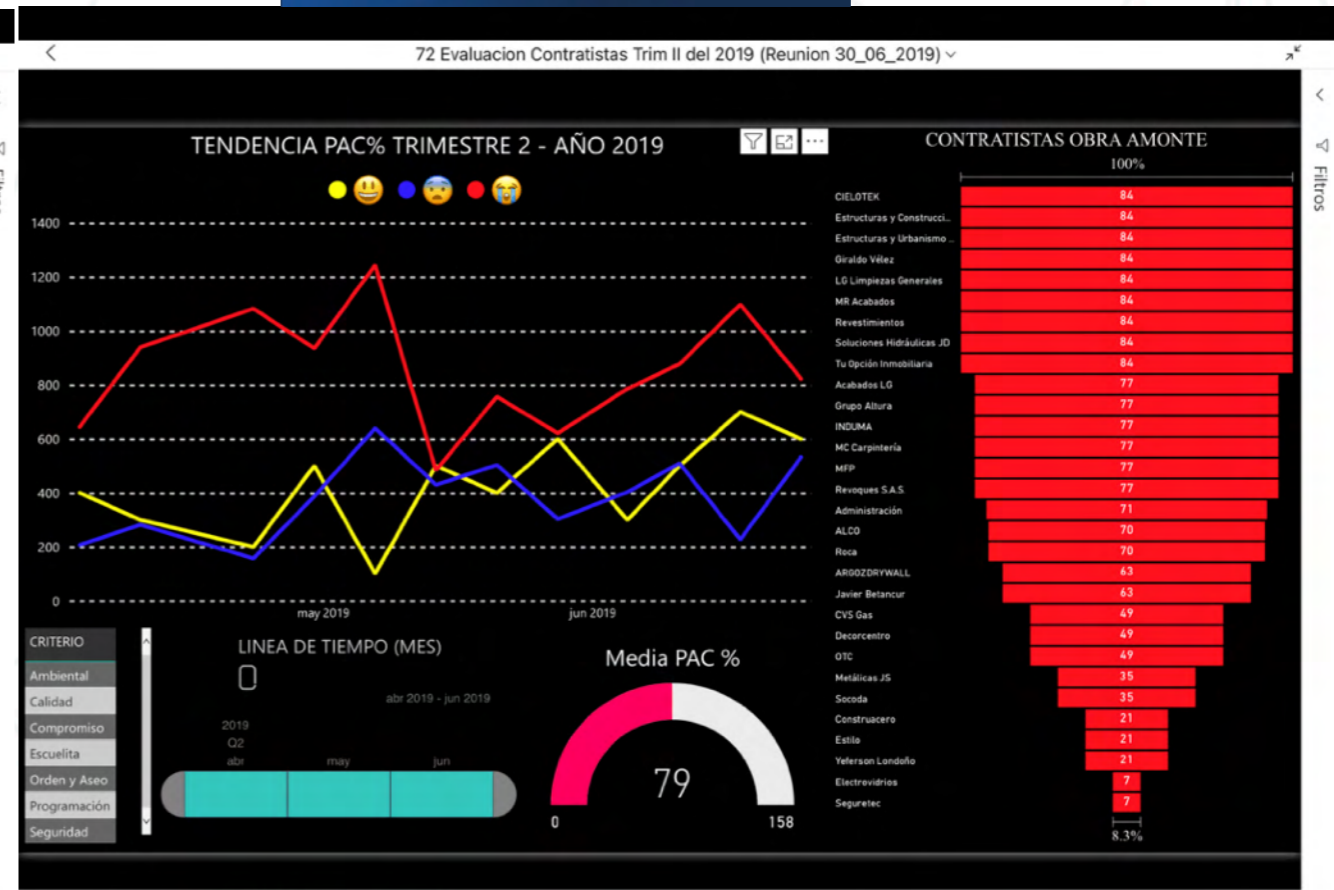 72 Evaluacion Contratistas Trim II del 2019 (Reunion 30_06_2019)
TENDENCIA PAC% TRIMESTRE 2 - AÑO 2019
1400
1200
1000
800
600
400
200
0
may 2019 jun 2019
CRITERIO
Ambiental
Calidad
Compromiso
Escuelita
Orden y Aseo
Programación
Seguridad
LINEA DE TIEMPO (MES)
abr 2019 - jun 2019
2019
Q2
abr may jun
Media PAC %
79
0 158
CONTRATISTAS OBRA AMONTE
100%
CIELOTEK 84
Estructuras y Construcci... 84
Estructuras y Urbanismo ... 84
Giraldo Vélez 84
LG Limpiezas Generales 84
MR Acabados 84
Revestimientos 84
Soluciones Hidráulicas JD 84
Tu Opción Inmobiliaria 84
Acabados LG 77
Grupo Altura 77
INDUMA 77
MC Carpintería 77
MFP 77
Revoques S.A.S. 77
Administración 71
ALCO 70
Roca 70
ARGOZDRYWALL 63
Javier Betancur 63
CVS Gas 49
Decorcentro 49
OTC 49
Metálicas JS 35
Socoda 35
Construacero 21
Estilo 21
Yeferson Londoño 21
Electrovidrios 7
Seguretec 7
8.3%
Filtros